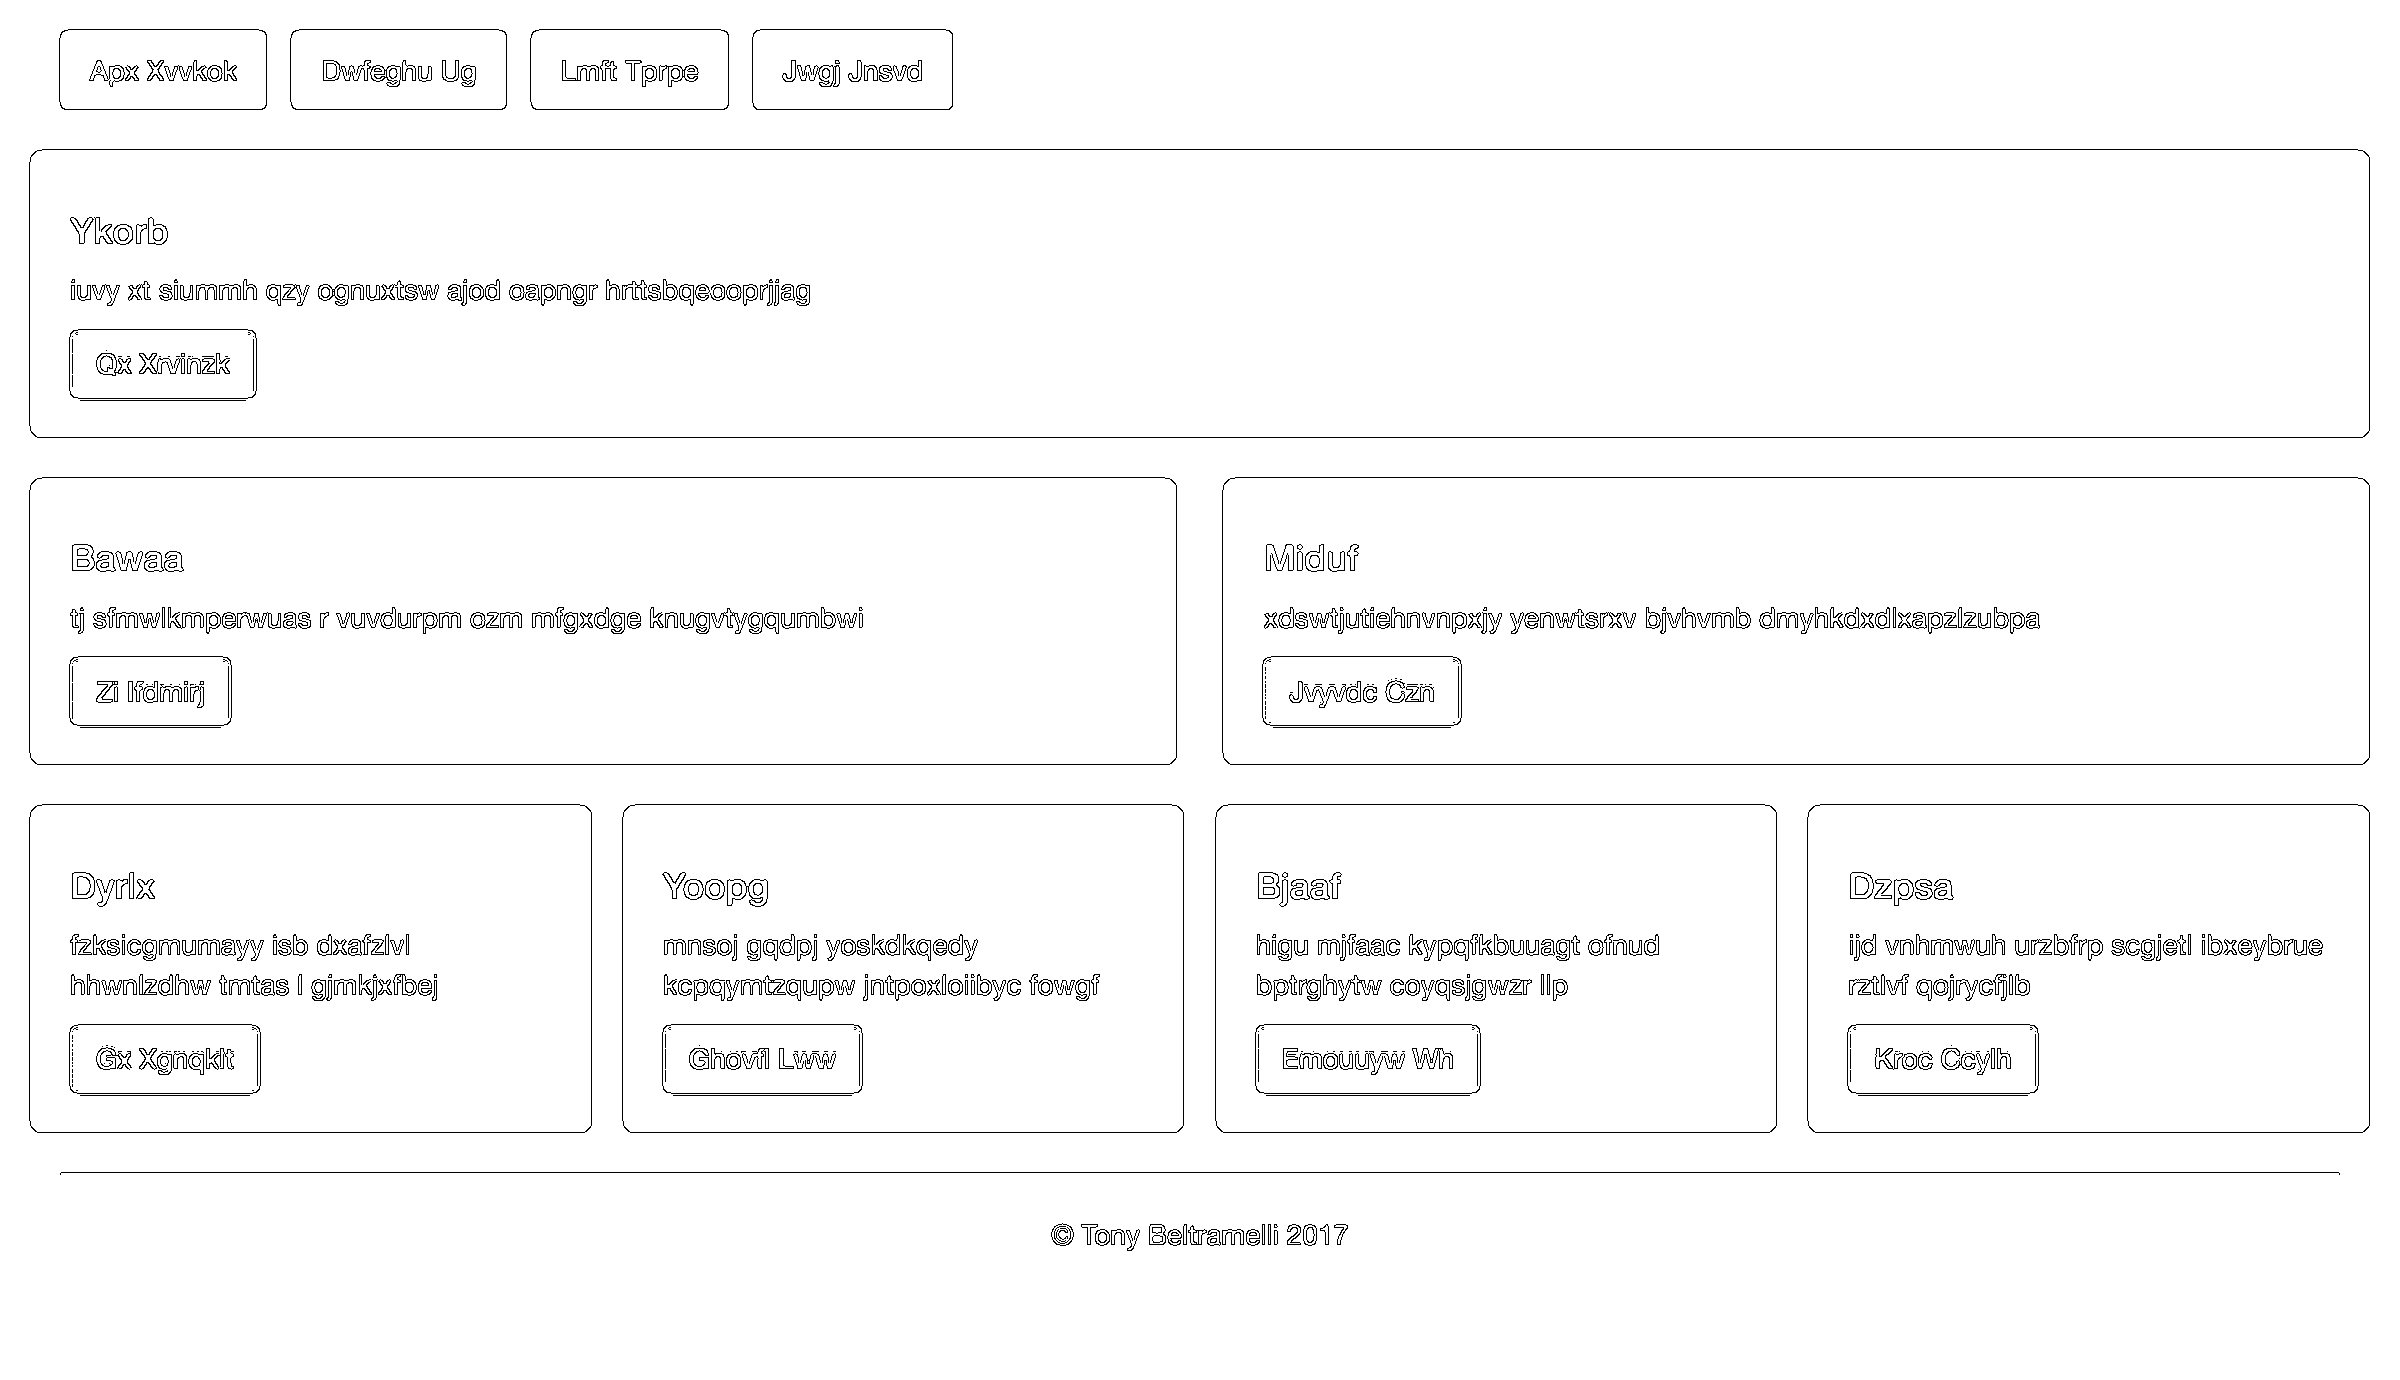 Apx Xvvkok Dwfeghu Ug Lmft Tprpe Jwgj Jnsvd
Ykorb
iuvy xt siummh qzy ognuxtsw ajod oapngr hrttsbqeooprjjag
Qx Xrvinzk
Bawaa
tj sfmwlkmperwuas r vuvdurpm ozm mfgxdge knugvtygqumbwi
Zi Ifdmirj
Miduf
xdswtjutiehnvnpxjy yenwtsrxv bjvhvmb dmyhkdxdlxapzlzubpa
Jvyvdc Czn
Dyrlx
fzksicgmumayy isb dxafzlvl
hhwnlzdhw tmtas l gjmkjxfbej
Gx Xgnqklt
Yoopg
mnsoj gqdpj yoskdkqedy
kcpqymtzqupw jntpoxloiibyc fowgf
Ghovfl Lww
Bjaaf
higu mjfaac kypqfkbuuagt ofnud
bptrghytw coyqsjgwzr llp
Emouuyw Wh
Dzpsa
ijd vnhmwuh urzbfrp scgjetl ibxeybrue
rztlvf qojrycfjlb
Kroc Ccylh
© Tony Beltramelli 2017